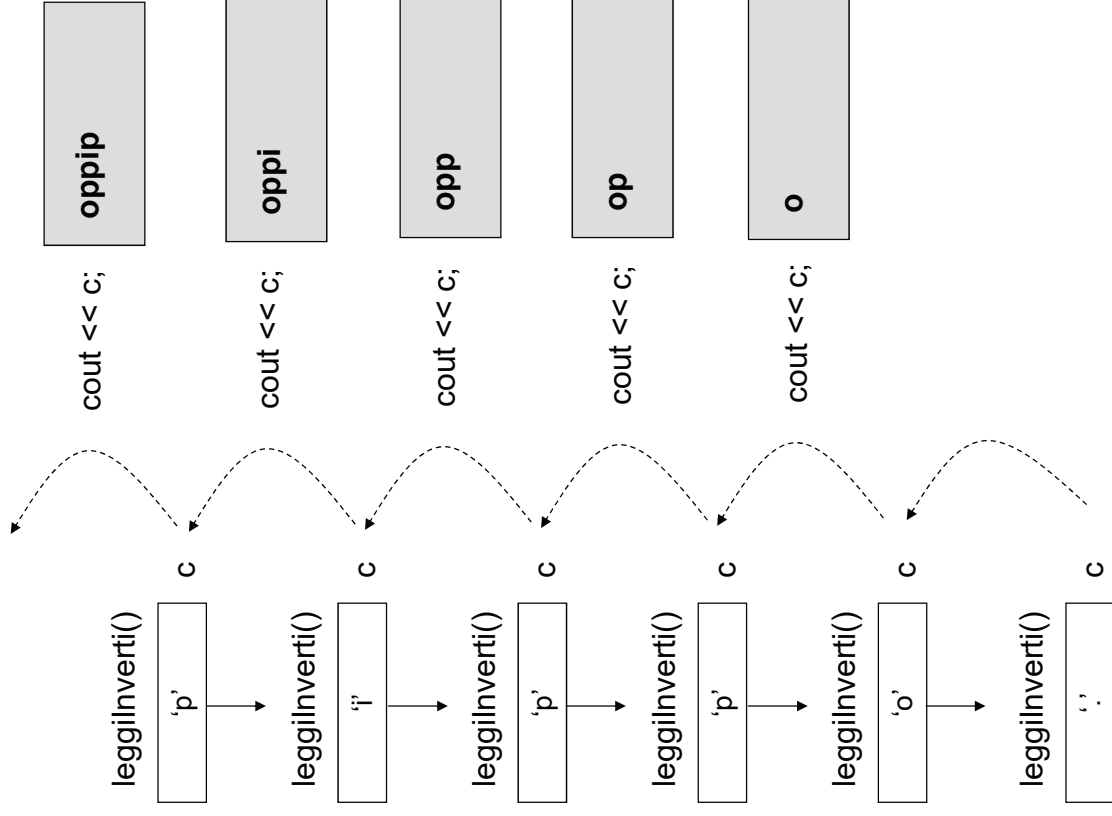 cout << c; oppip
leggiInverti()
‘p’ c
cout << c; oppi
leggiInverti()
‘i’ c
cout << c; opp
leggiInverti()
‘p’ c
cout << c; op
leggiInverti()
‘p’ c
cout << c; o
leggiInverti()
‘o’ c
leggiInverti()
‘.’ c